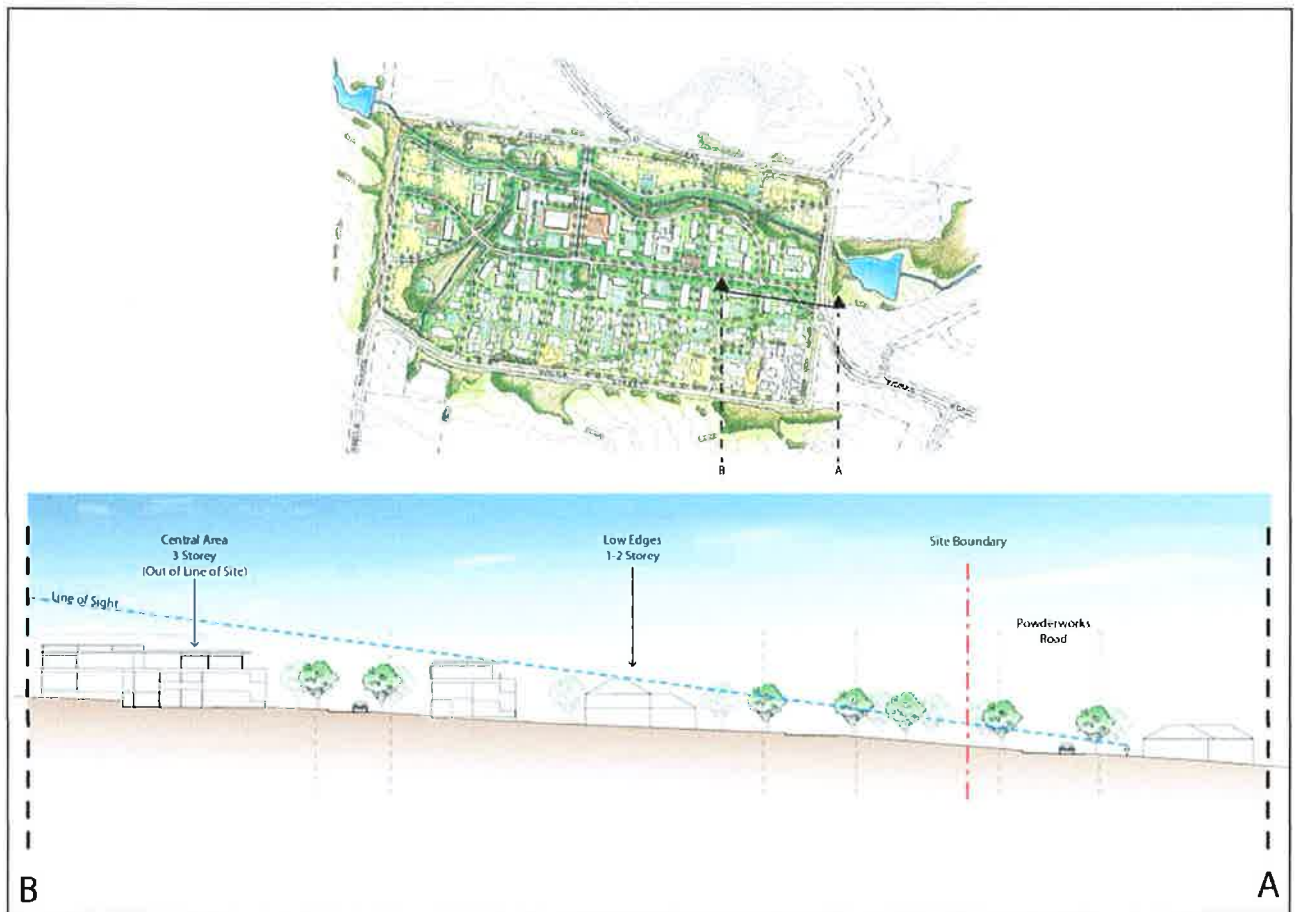 B
A
Central Area
3 Storey
(Out of Line of Site)
Low Edges
1-2 Storey
Site Boundary
Line of Sight
Powderworks
Road
B
A